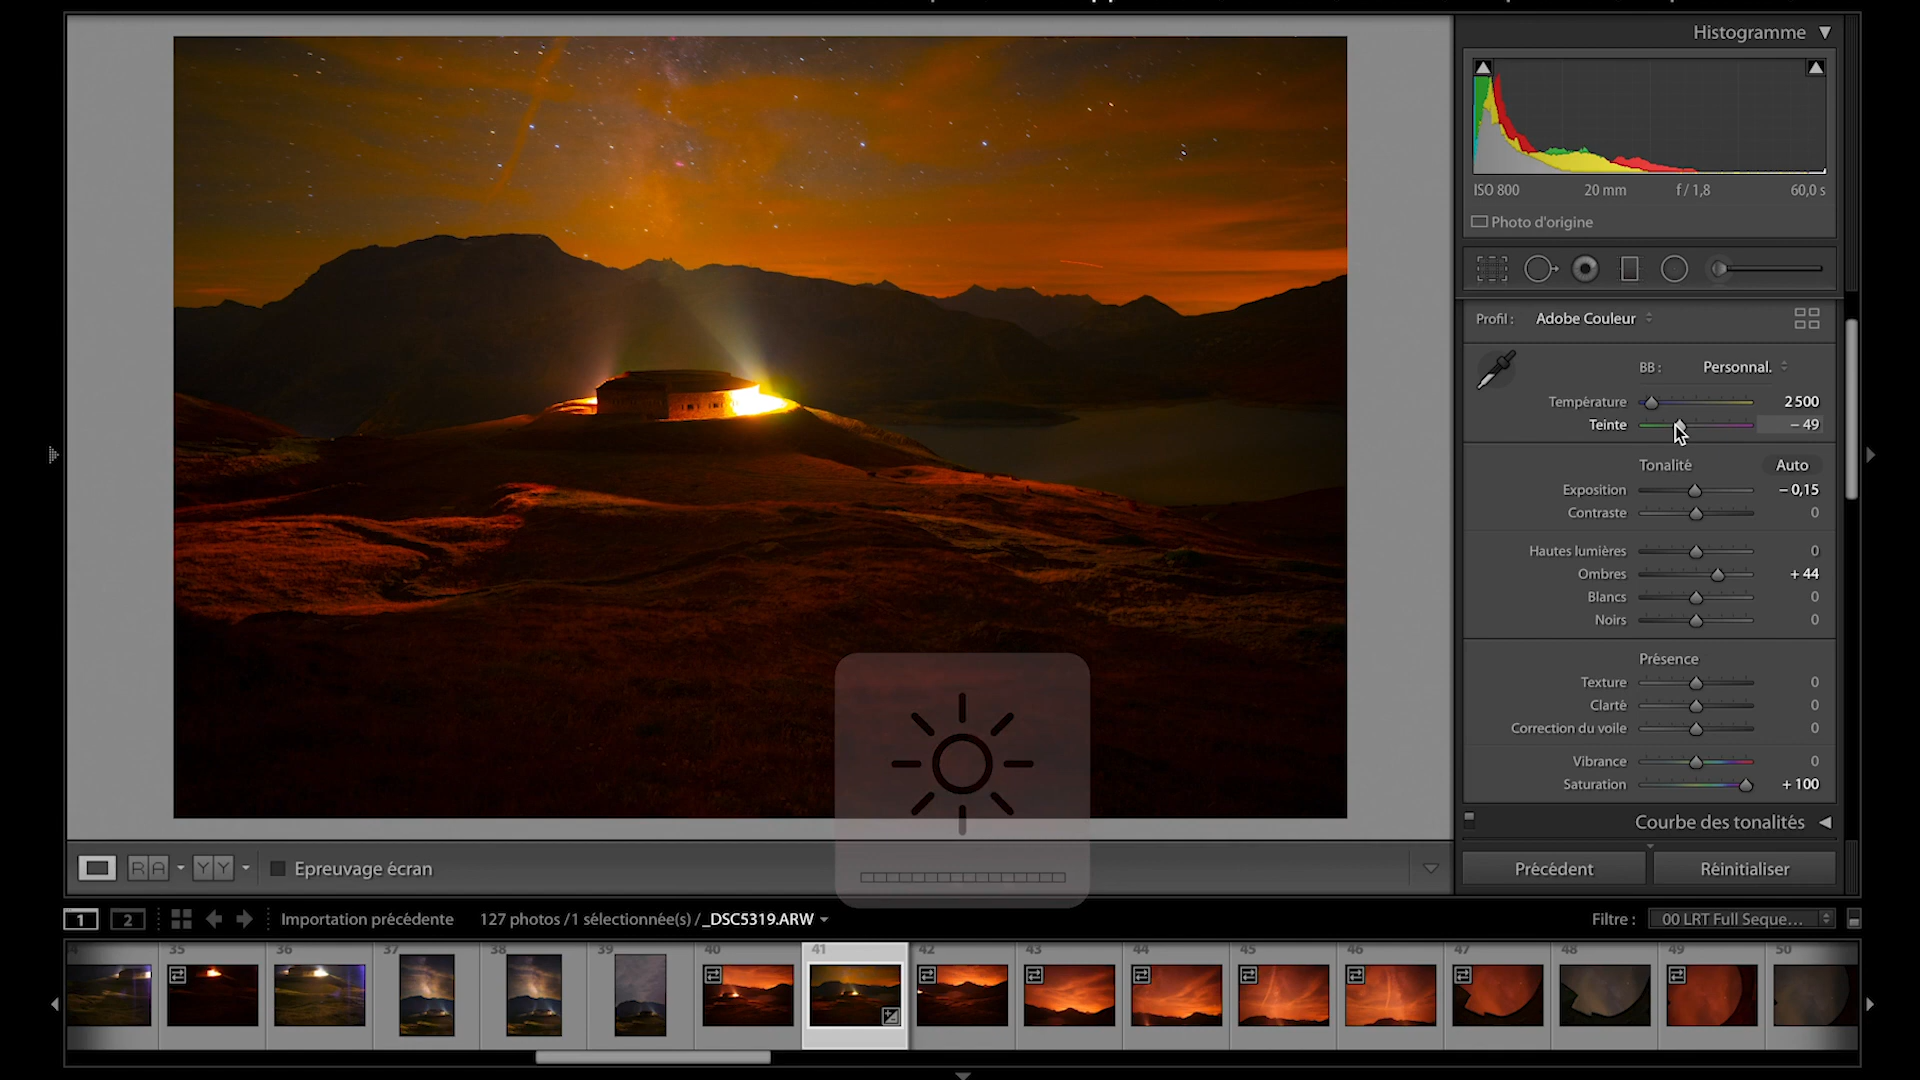 Histogramme
ISO 800 20 mm f / 1,8 60,0 s
Photo d'origine
Profil : Adobe Couleur
BB : Personnal.
Température 2 500
Teinte – 49
Tonalité Auto
Exposition – 0,15
Contraste 0
Hautes lumières 0
Ombres + 44
Blancs 0
Noirs 0
Présence
Texture 0
Clarté 0
Correction du voile 0
Vibrance 0
Saturation + 100
Courbe des tonalités
R A Y Y Epreuvage écran
Précédent Réinitialiser
1 2 Importation précédente 127 photos /1 sélectionnée(s) /_DSC5319.ARW Filtre : 00 LRT Full Seque...
35 36 37 38 39 40 41 42 43 44 45 46 47 48 49 50